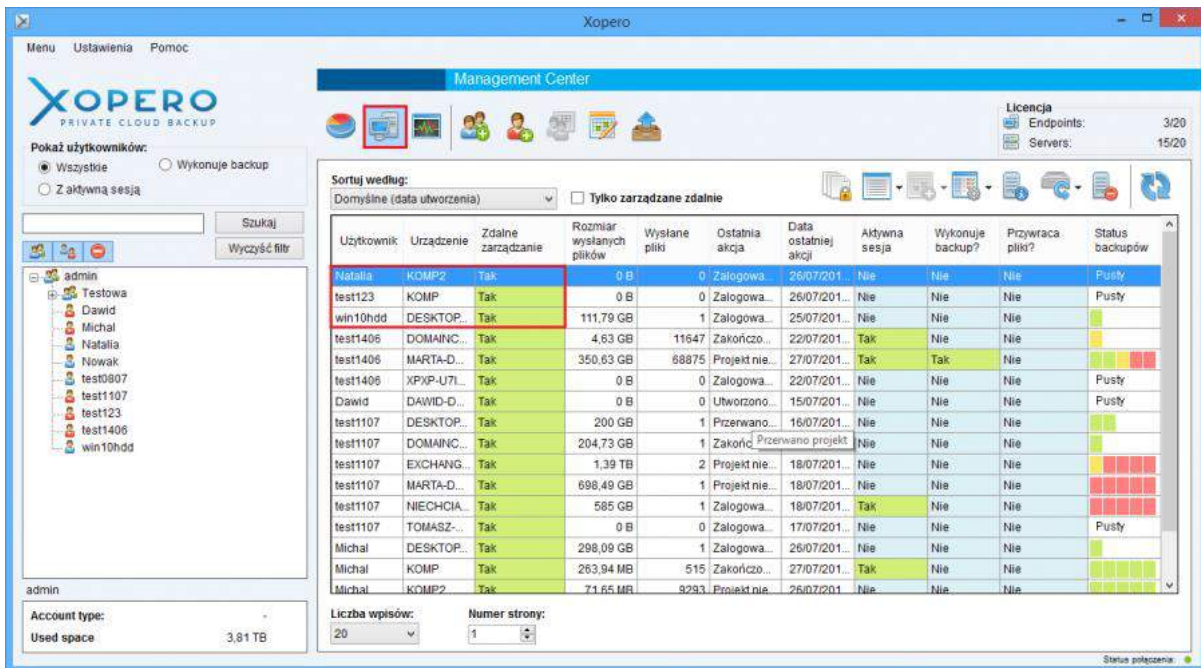 Xopero
Menu Ustawienia Pomoc
XOPERO
PRIVATE CLOUD BACKUP
Management Center
Licencja
Endpoints: 3/20
Servers: 15/20
Pokaż użytkowników:
Wszystkie Wykonuje backup
Z aktywną sesją
Szukaj
Wyczyść filtr
admin
Testowa
Dawid
Michal
Natalia
Nowak
test0807
test1107
test123
test1406
win10hdd
admin
Account type: -
Used space 3,81 TB
Sortuj według:
Domyślne (data utworzenia) Tylko zarządzane zdalnie
Użytkownik Urządzenie Zdalne zarządzanie Rozmiar wysłanych plików Wysłane pliki Ostatnia akcja Data ostatniej akcji Aktywna sesja Wykonuje backup? Przywraca pliki? Status backupów
Natalia KOMP2 Tak 0 B 0 Zalogowa... 26/07/201... Nie Nie Nie Pusty
test123 KOMP Tak 0 B 0 Zalogowa... 26/07/201... Nie Nie Nie Pusty
win10hdd DESKTOP... Tak 111,79 GB 1 Zalogowa... 25/07/201... Nie Nie Nie
test1406 DOMAINC... Tak 4,63 GB 11647 Zakończo... 22/07/201... Tak Nie Nie
test1406 MARTA-D... Tak 350,63 GB 68875 Projekt nie... 27/07/201... Tak Tak Nie
test1406 XPXP-U7I... Tak 0 B 0 Zalogowa... 22/07/201... Nie Nie Nie Pusty
Dawid DAWID-D... Tak 0 B 0 Utworzono... 15/07/201... Nie Nie Nie Pusty
test1107 DESKTOP... Tak 200 GB 1 Przerwano... 16/07/201... Nie Nie Nie
test1107 DOMAINC... Tak 204,73 GB 1 Zakońc Przerwano projekt Nie Nie Nie
test1107 EXCHANG... Tak 1,39 TB 2 Projekt nie... 18/07/201... Nie Nie Nie
test1107 MARTA-D... Tak 698,49 GB 1 Projekt nie... 18/07/201... Nie Nie Nie
test1107 NIECHCIA... Tak 585 GB 1 Zalogowa... 18/07/201... Tak Nie Nie
test1107 TOMASZ-... Tak 0 B 0 Zalogowa... 17/07/201... Nie Nie Nie Pusty
Michal DESKTOP... Tak 298,09 GB 1 Zalogowa... 26/07/201... Nie Nie Nie
Michal KOMP Tak 263,94 MB 515 Zakończo... 27/07/201... Tak Nie Nie
Michal KOMP2 Tak 71,65 MB 9293 Projekt nie... 26/07/201... Nie Nie Nie
Liczba wpisów: Numer strony:
20 1
Status połączenia: